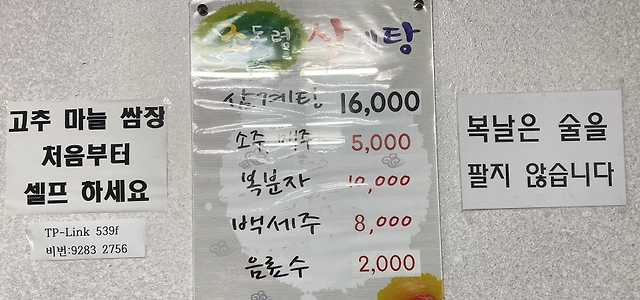 고추 마늘 쌈장
처음부터
셀프 하세요
TP-Link 539f
비번:9283 2756
조도령 삼계탕
삼계탕 16,000
소주 맥주 5,000
복분자 10,000
백세주 8,000
음료수 2,000
복날은 술을
팔지 않습니다